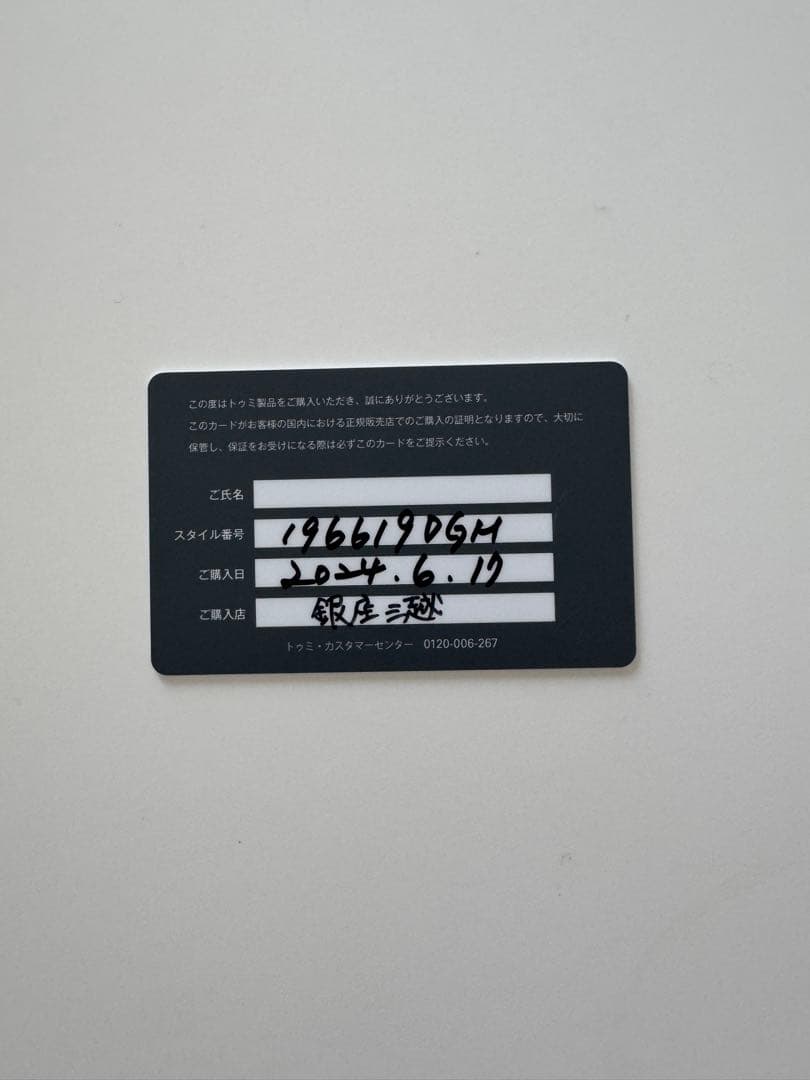 この度はトゥミ製品をご購入いただき、誠にありがとうございます。
このカードがお客様の国内における正規販売店でのご購入の証明となりますので、大切に
保管し、保証をお受けになる際は必ずこのカードをご提示ください。
ご氏名
スタイル番号 196619DGH
ご購入日 2024.6.17
ご購入店 銀座三越
トゥミ・カスタマーセンター 0120-006-267